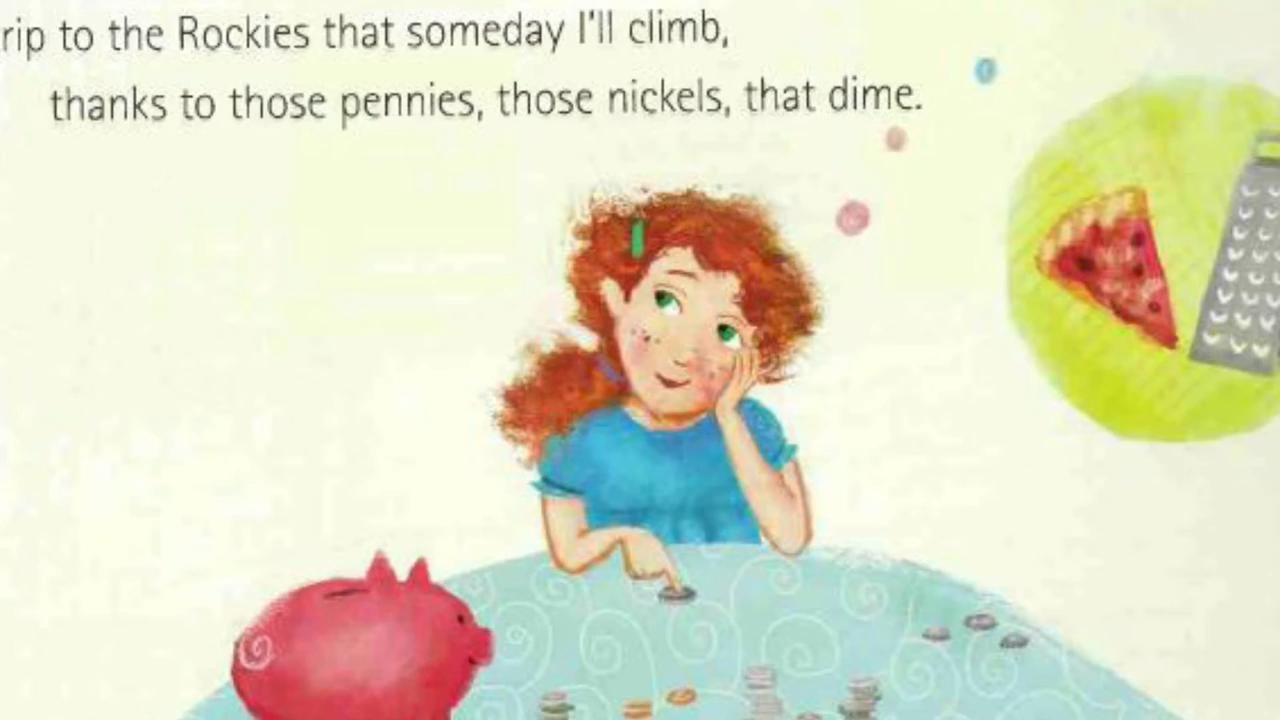 rip to the Rockies that someday I'll climb,
thanks to those pennies, those nickels, that dime.